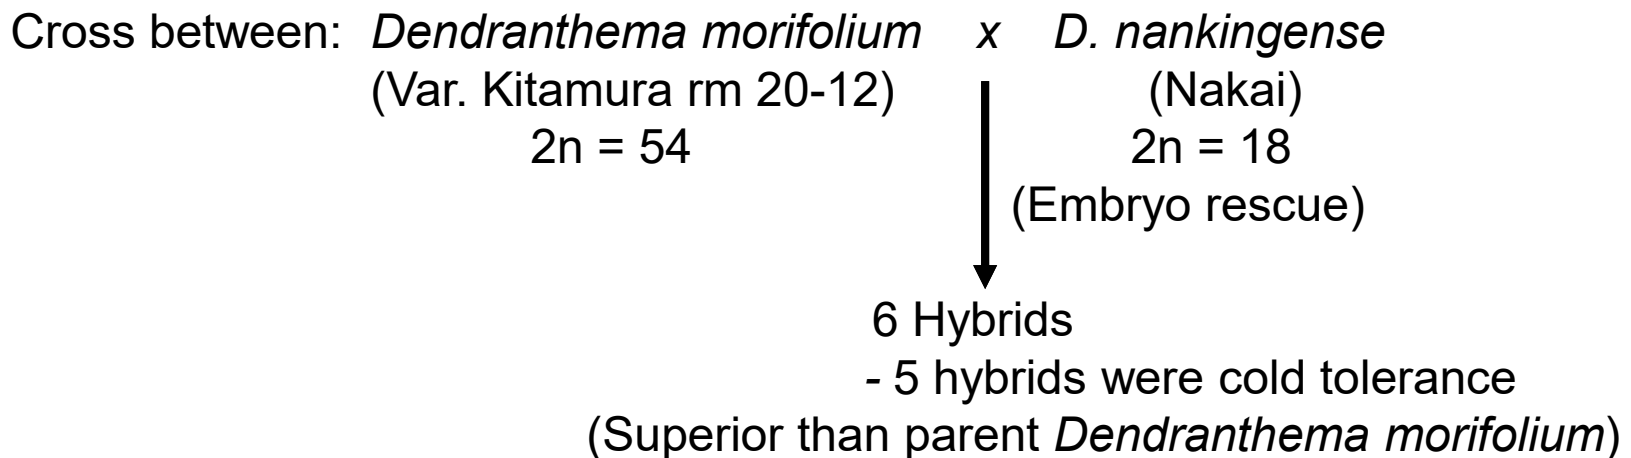 Cross between: Dendranthema morifolium x D. nankingense
(Var. Kitamura rm 20-12) (Nakai)
2n = 54 2n = 18
(Embryo rescue)
6 Hybrids
- 5 hybrids were cold tolerance
(Superior than parent Dendranthema morifolium)